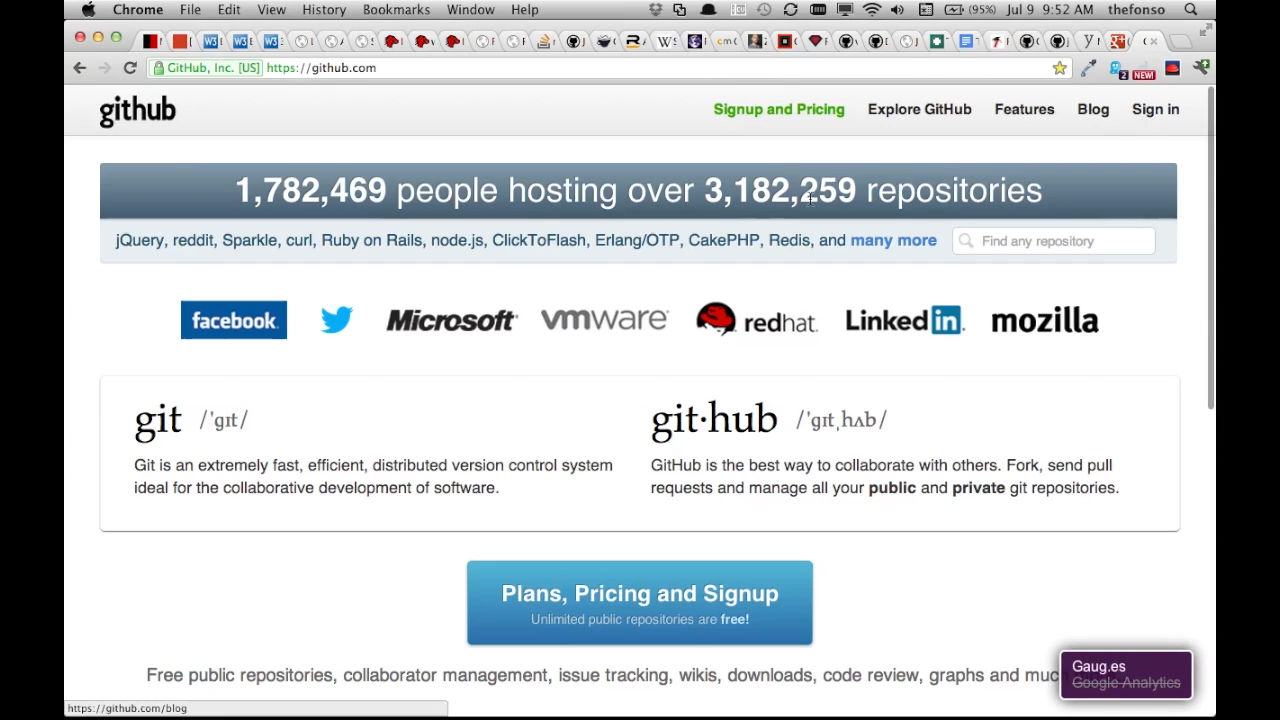 Chrome File Edit View History Bookmarks Window Help (95%) Jul 9 9:52 AM thefonso
GitHub, Inc. [US] https://github.com
2 NEW!
github Signup and Pricing Explore GitHub Features Blog Sign in
1,782,469 people hosting over 3,182,259 repositories
jQuery, reddit, Sparkle, curl, Ruby on Rails, node.js, ClickToFlash, Erlang/OTP, CakePHP, Redis, and many more Find any repository
facebook. Microsoft vmware redhat. Linked in mozilla
git /ˈɡɪt/ git·hub /ˈɡɪtˌhʌb/
Git is an extremely fast, efficient, distributed version control system
ideal for the collaborative development of software.
GitHub is the best way to collaborate with others. Fork, send pull
requests and manage all your public and private git repositories.
Plans, Pricing and Signup
Unlimited public repositories are free!
Free public repositories, collaborator management, issue tracking, wikis, downloads, code review, graphs and
Gaug.es
Google Analytics
https://github.com/blog